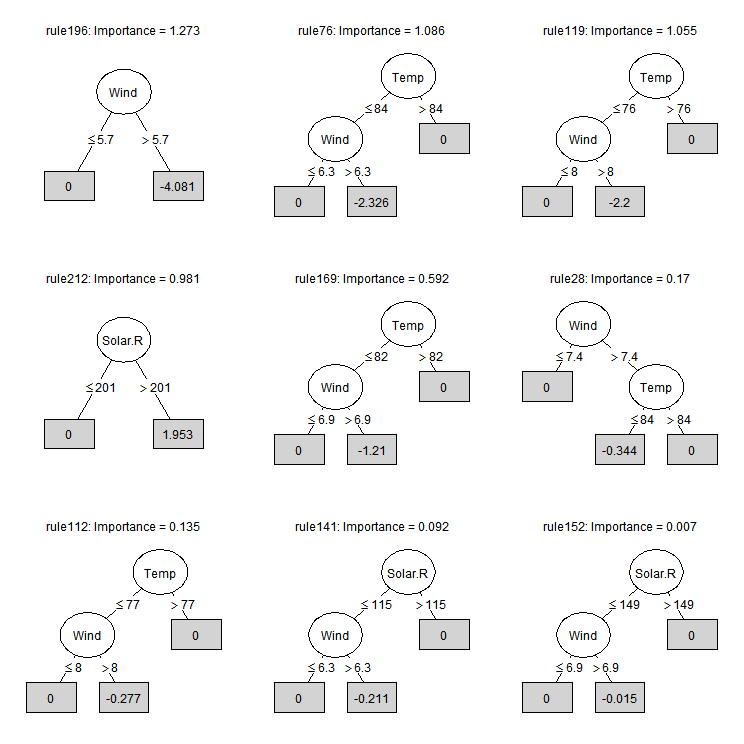 rule196: Importance = 1.273
Wind
≤5.7 >5.7
0 -4.081
rule76: Importance = 1.086
Temp
≤84 >84
Wind 0
≤6.3 >6.3
0 -2.326
rule119: Importance = 1.055
Temp
≤76 >76
Wind 0
≤8 >8
0 -2.2
rule212: Importance = 0.981
Solar.R
≤201 >201
0 1.953
rule169: Importance = 0.592
Temp
≤82 >82
Wind 0
≤6.9 >6.9
0 -1.21
rule28: Importance = 0.17
Wind
≤7.4 >7.4
0 Temp
≤84 >84
-0.344 0
rule112: Importance = 0.135
Temp
≤77 >77
Wind 0
≤8 >8
0 -0.277
rule141: Importance = 0.092
Solar.R
≤115 >115
Wind 0
≤6.3 >6.3
0 -0.211
rule152: Importance = 0.007
Solar.R
≤149 >149
Wind 0
≤6.9 >6.9
0 -0.015